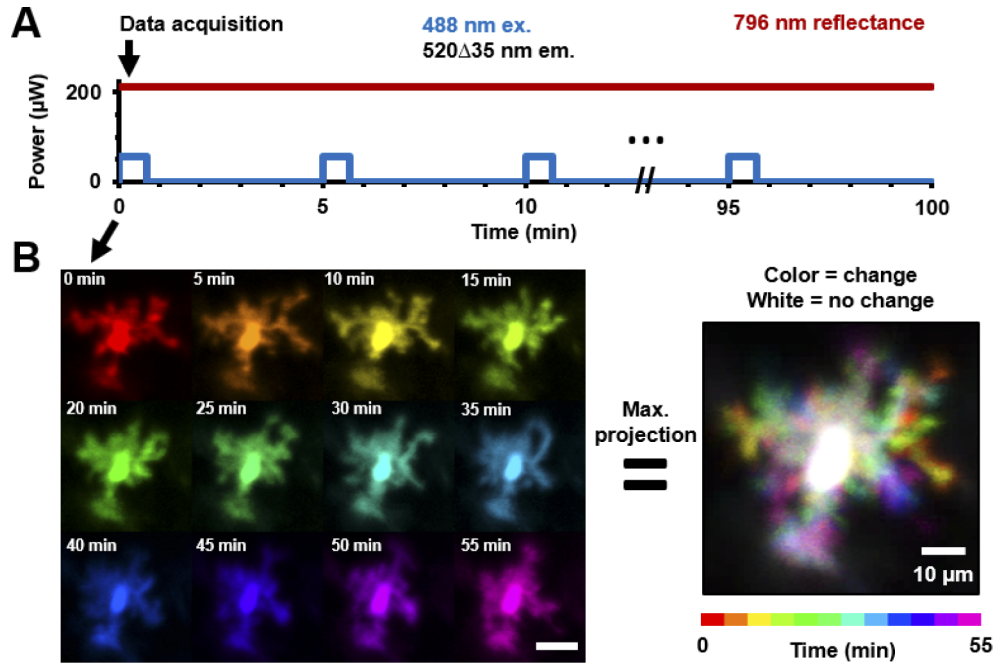 A
Data acquisition
488 nm ex.
520Δ35 nm em.
796 nm reflectance
Power (µW)
200
0
...
//
0 5 10 95 100
Time (min)
B
0 min 5 min 10 min 15 min
20 min 25 min 30 min 35 min
40 min 45 min 50 min 55 min
Max.
projection
=
Color = change
White = no change
10 µm
0 Time (min) 55